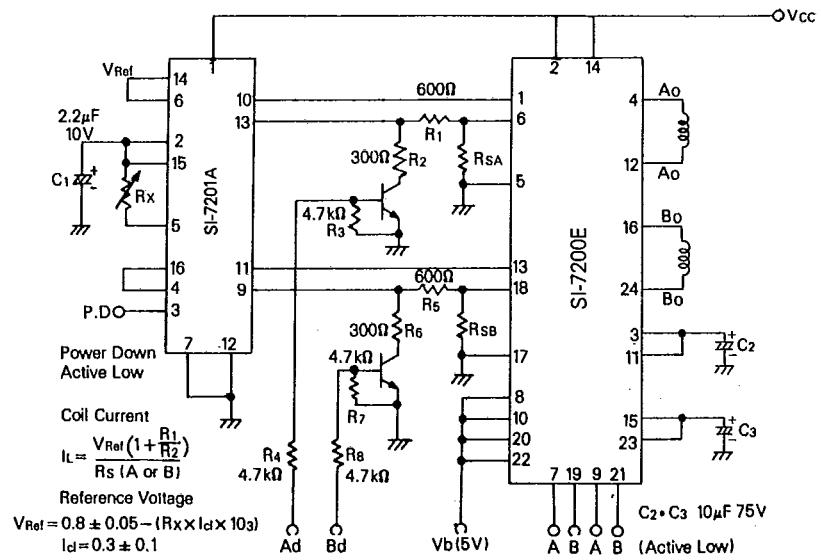 Vcc
VRef
14
6
2
14
2.2μF
10V
2
15
C1
+
-
RX
5
SI-7201A
16
4
P.D
3
7
12
Power Down
Active Low
Coil Current
IL = VRef (1 + R1/R2) / RS (A or B)
Reference Voltage
VRef = 0.8 ± 0.05 – (RX × Icl × 103)
Icl = 0.3 ± 0.1
10
600Ω
1
13
R1
6
300Ω
R2
RSA
5
4.7kΩ
R3
11
13
600Ω
9
R5
18
300Ω
R6
RSB
4.7kΩ
17
R7
8
R4
4.7kΩ
R8
4.7kΩ
10
20
22
Ad
Bd
Vb (5V)
SI-7200E
4
Ao
12
Ao
16
Bo
24
Bo
3
11
+
-
C2
15
23
+
-
C3
7
19
9
21
A
B
A
B
C2 • C3 10μF 75V
(Active Low)